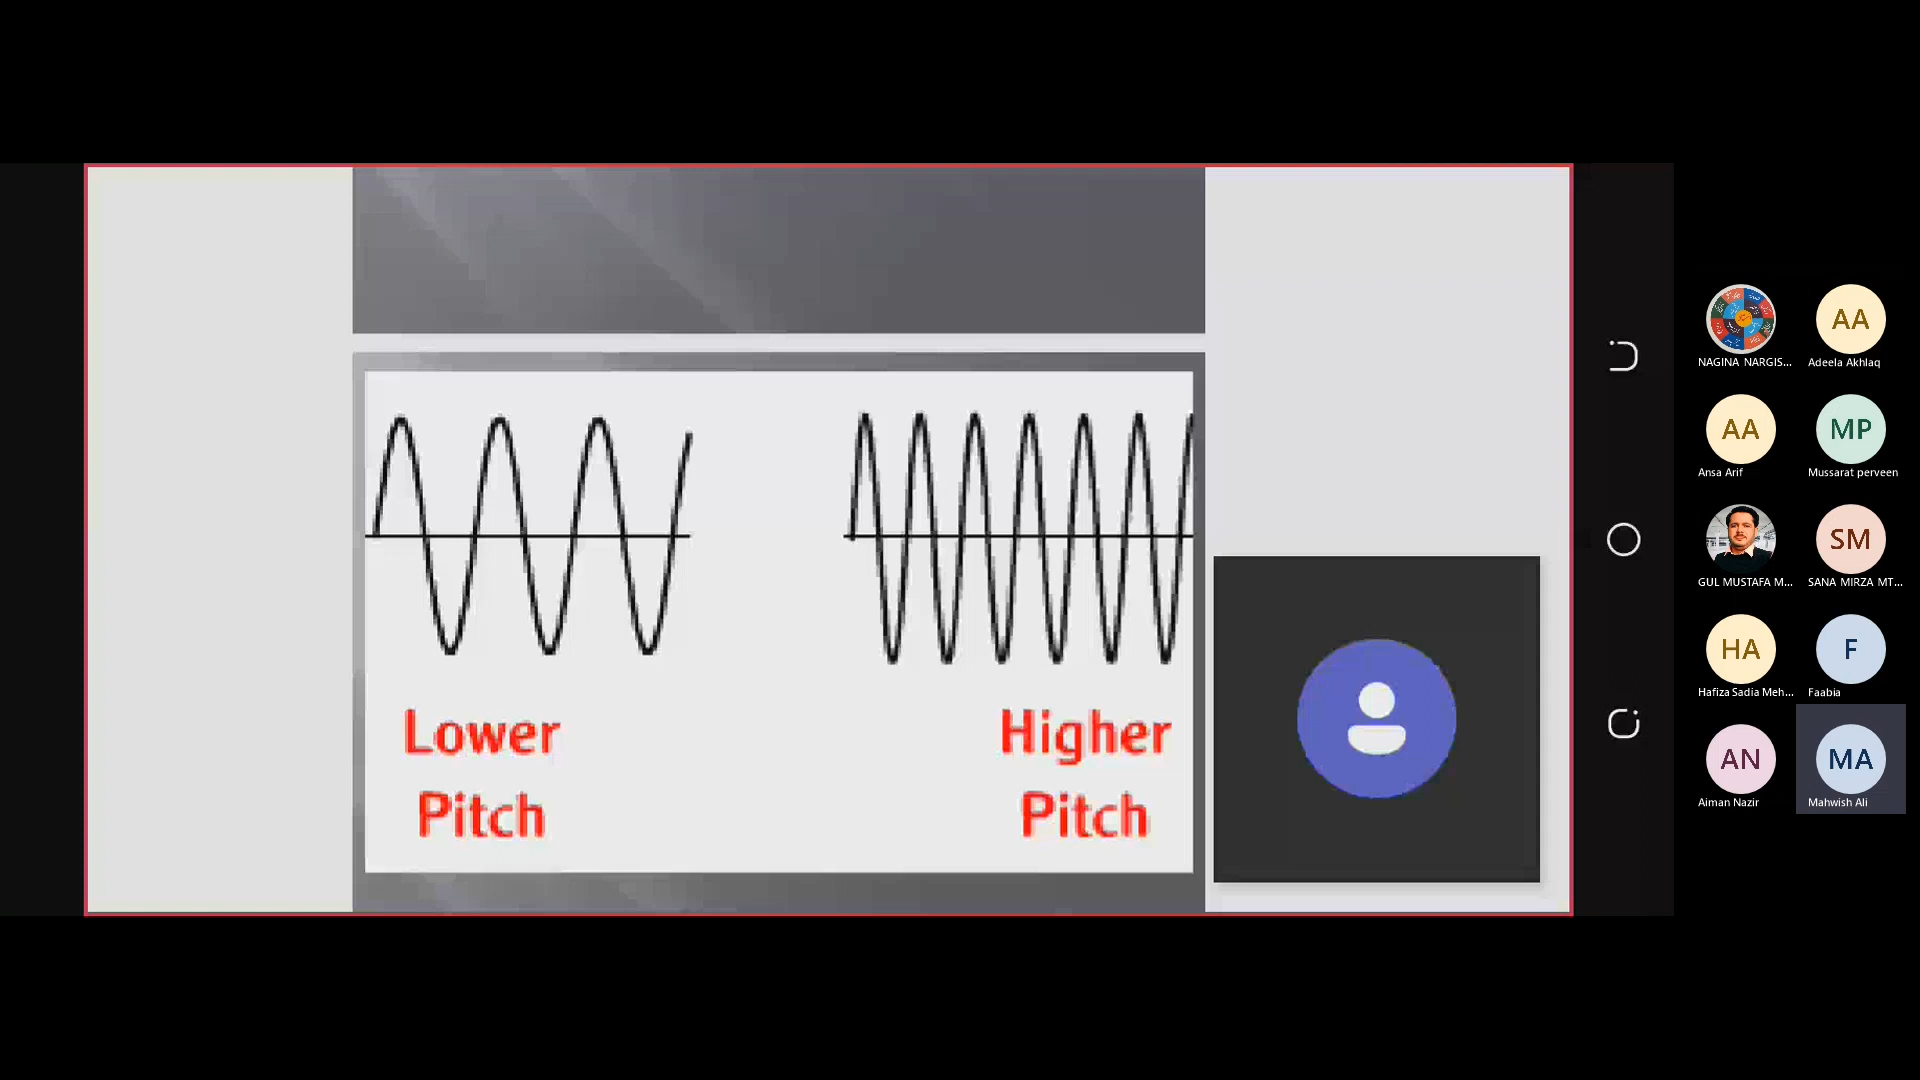 Lower
Pitch
Higher
Pitch
NAGINA NARGIS...
AA
Adeela Akhlaq
AA
Ansa Arif
MP
Mussarat perveen
GUL MUSTAFA M...
SM
SANA MIRZA MT...
HA
Hafiza Sadia Meh...
F
Faabia
AN
Aiman Nazir
MA
Mahwish Ali